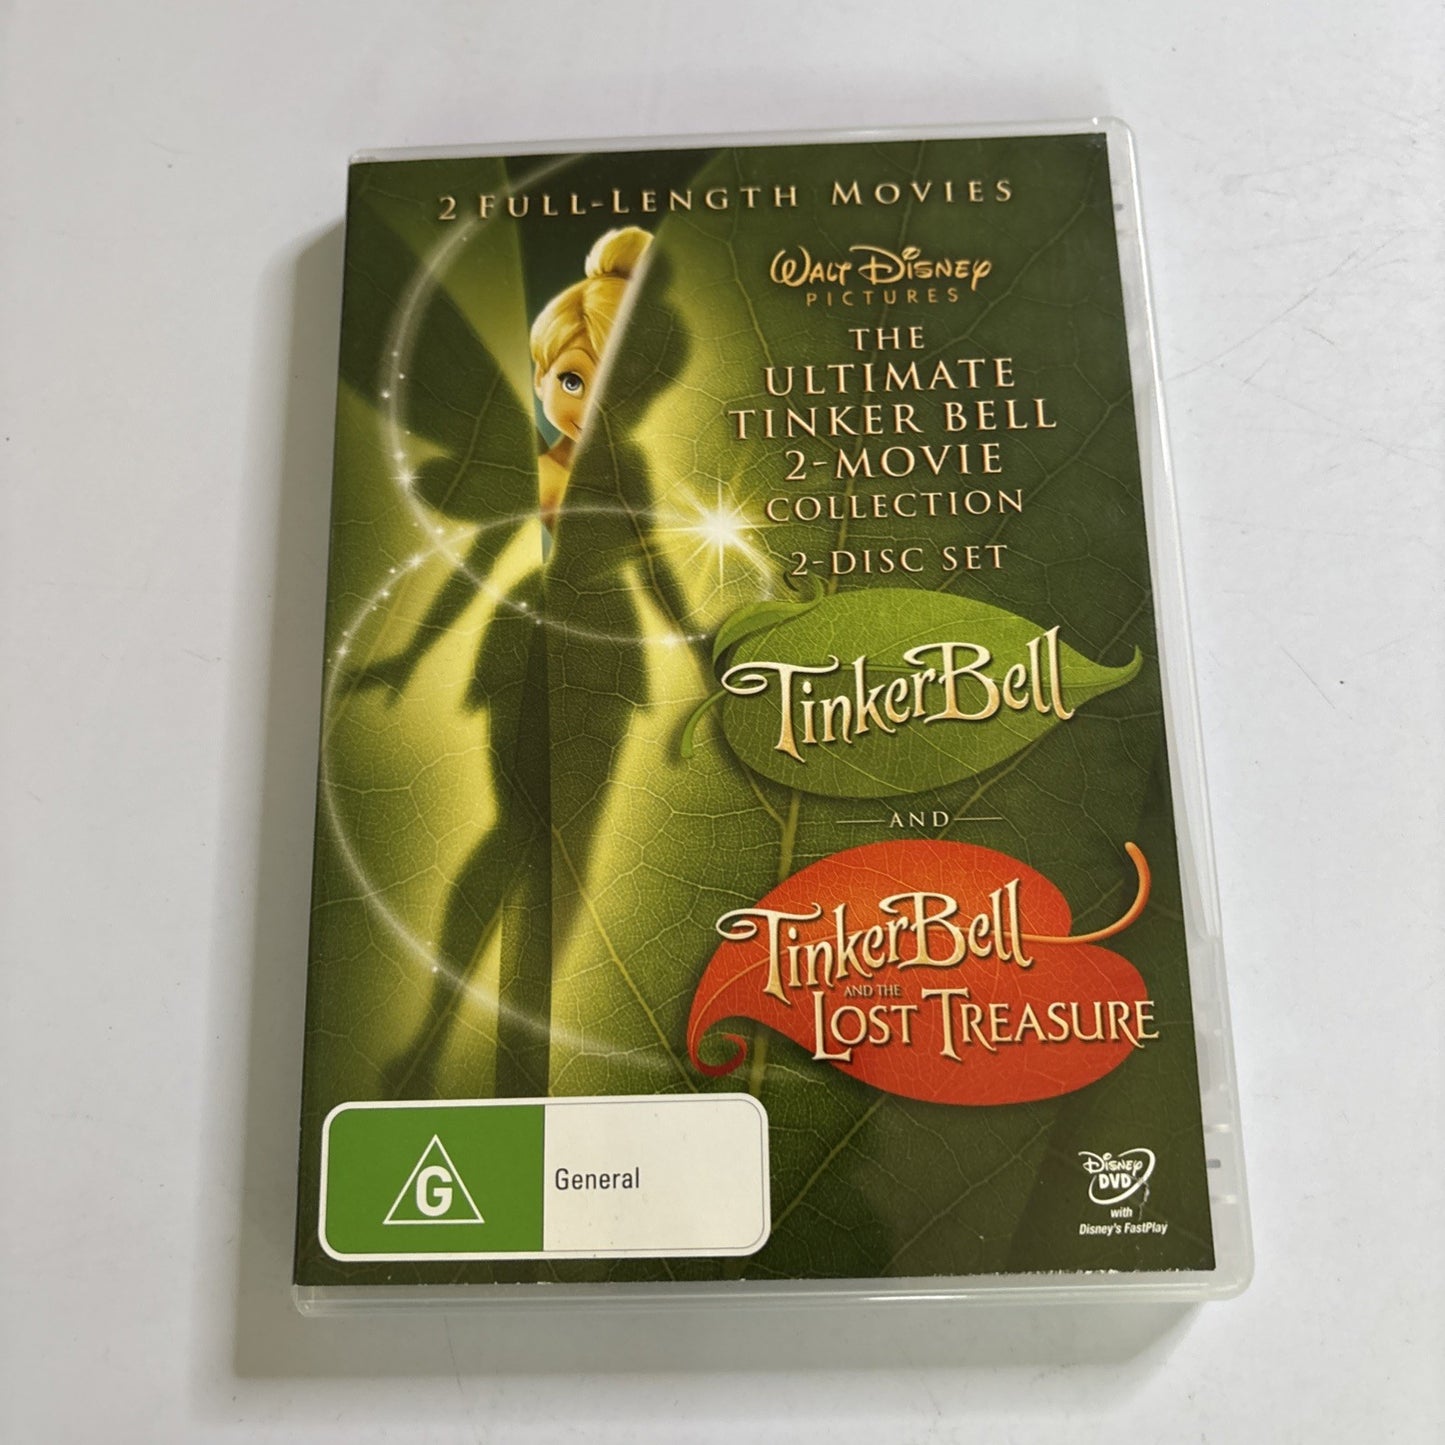 2 FULL-LENGTH MOVIES
WALT DISNEY
PICTURES
THE
ULTIMATE
TINKER BELL
2-MOVIE
COLLECTION
2-DISC SET
TinkerBell
AND
TinkerBell
AND THE
LOST TREASURE
G
General
DISNEY
DVD
with
Disney's FastPlay